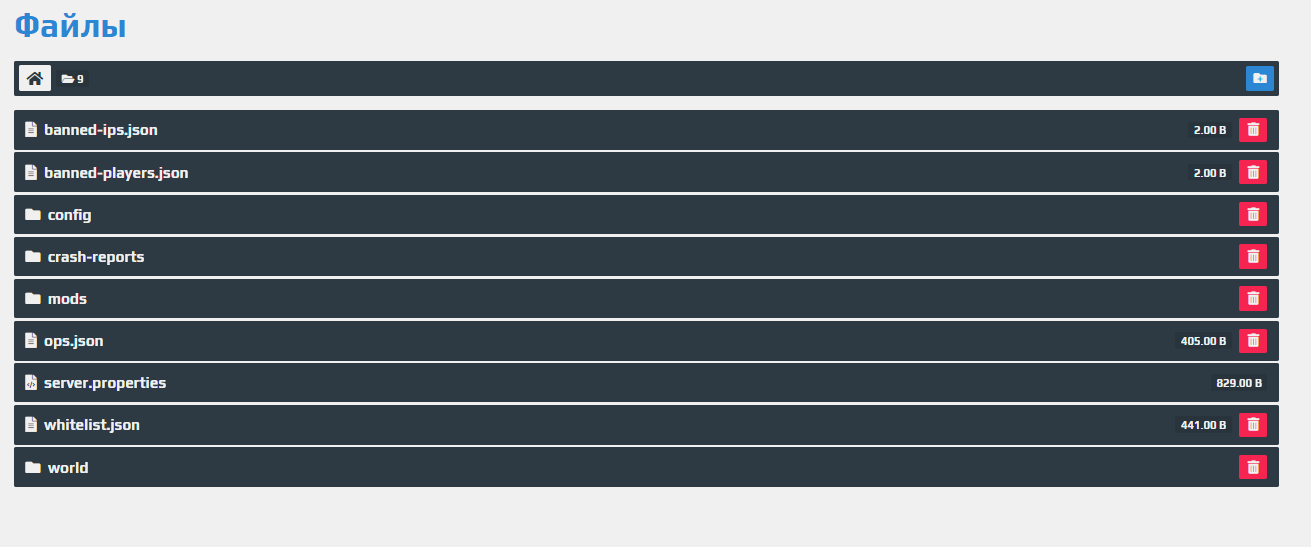 Файлы
9
banned-ips.json 2.00 B
banned-players.json 2.00 B
config
crash-reports
mods
ops.json 405.00 B
server.properties 829.00 B
whitelist.json 441.00 B
world